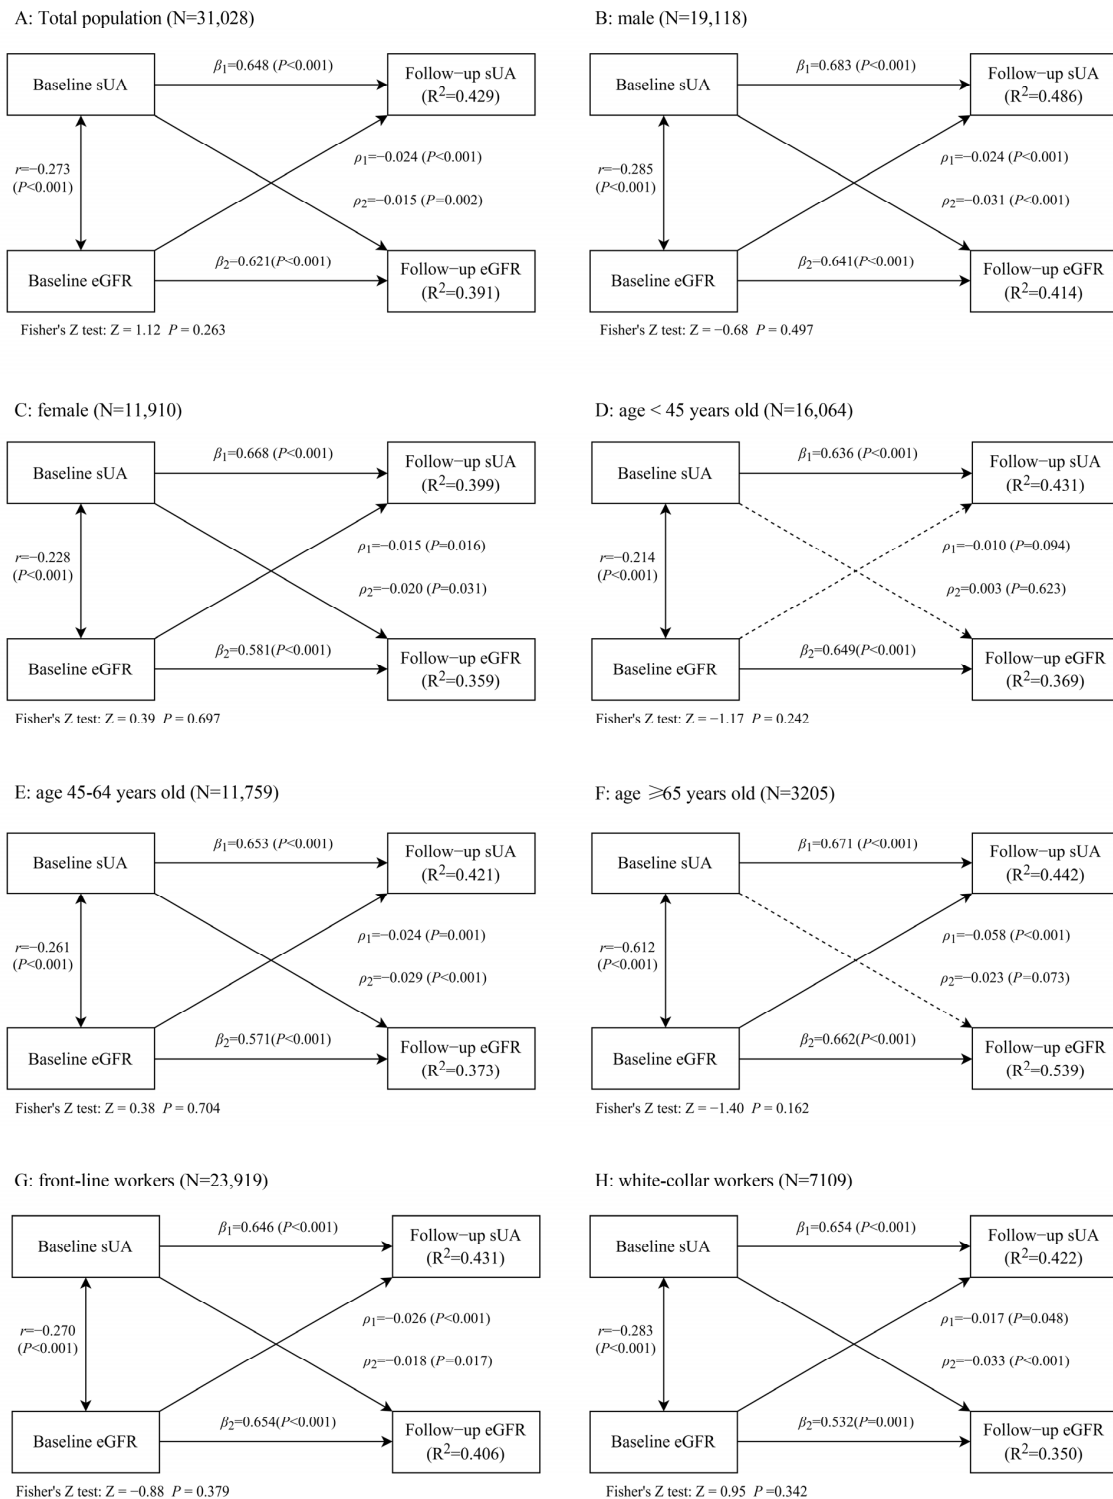 A: Total population (N=31,028)
Baseline sUA
β1=0.648 (P<0.001)
Follow−up sUA
(R2=0.429)
r=−0.273
(P<0.001)
ρ1=−0.024 (P<0.001)
ρ2=−0.015 (P=0.002)
Baseline eGFR
β2=0.621(P<0.001)
Follow−up eGFR
(R2=0.391)
Fisher's Z test: Z = 1.12 P = 0.263
B: male (N=19,118)
Baseline sUA
β1=0.683 (P<0.001)
Follow−up sUA
(R2=0.486)
r=−0.285
(P<0.001)
ρ1=−0.024 (P<0.001)
ρ2=−0.031 (P<0.001)
Baseline eGFR
β2=0.641(P<0.001)
Follow−up eGFR
(R2=0.414)
Fisher's Z test: Z = −0.68 P = 0.497
C: female (N=11,910)
Baseline sUA
β1=0.668 (P<0.001)
Follow−up sUA
(R2=0.399)
r=−0.228
(P<0.001)
ρ1=−0.015 (P=0.016)
ρ2=−0.020 (P=0.031)
Baseline eGFR
β2=0.581(P<0.001)
Follow−up eGFR
(R2=0.359)
Fisher's Z test: Z = 0.39 P = 0.697
D: age < 45 years old (N=16,064)
Baseline sUA
β1=0.636 (P<0.001)
Follow−up sUA
(R2=0.431)
r=−0.214
(P<0.001)
ρ1=−0.010 (P=0.094)
ρ2=0.003 (P=0.623)
Baseline eGFR
β2=0.649(P<0.001)
Follow−up eGFR
(R2=0.369)
Fisher's Z test: Z = −1.17 P = 0.242
E: age 45-64 years old (N=11,759)
Baseline sUA
β1=0.653 (P<0.001)
Follow−up sUA
(R2=0.421)
r=−0.261
(P<0.001)
ρ1=−0.024 (P=0.001)
ρ2=−0.029 (P<0.001)
Baseline eGFR
β2=0.571(P<0.001)
Follow−up eGFR
(R2=0.373)
Fisher's Z test: Z = 0.38 P = 0.704
F: age ≥65 years old (N=3205)
Baseline sUA
β1=0.671 (P<0.001)
Follow−up sUA
(R2=0.442)
r=−0.612
(P<0.001)
ρ1=−0.058 (P<0.001)
ρ2=−0.023 (P=0.073)
Baseline eGFR
β2=0.662(P<0.001)
Follow−up eGFR
(R2=0.539)
Fisher's Z test: Z = −1.40 P = 0.162
G: front-line workers (N=23,919)
Baseline sUA
β1=0.646 (P<0.001)
Follow−up sUA
(R2=0.431)
r=−0.270
(P<0.001)
ρ1=−0.026 (P<0.001)
ρ2=−0.018 (P=0.017)
Baseline eGFR
β2=0.654(P<0.001)
Follow−up eGFR
(R2=0.406)
Fisher's Z test: Z = −0.88 P = 0.379
H: white-collar workers (N=7109)
Baseline sUA
β1=0.654 (P<0.001)
Follow−up sUA
(R2=0.422)
r=−0.283
(P<0.001)
ρ1=−0.017 (P=0.048)
ρ2=−0.033 (P<0.001)
Baseline eGFR
β2=0.532(P=0.001)
Follow−up eGFR
(R2=0.350)
Fisher's Z test: Z = 0.95 P =0.342